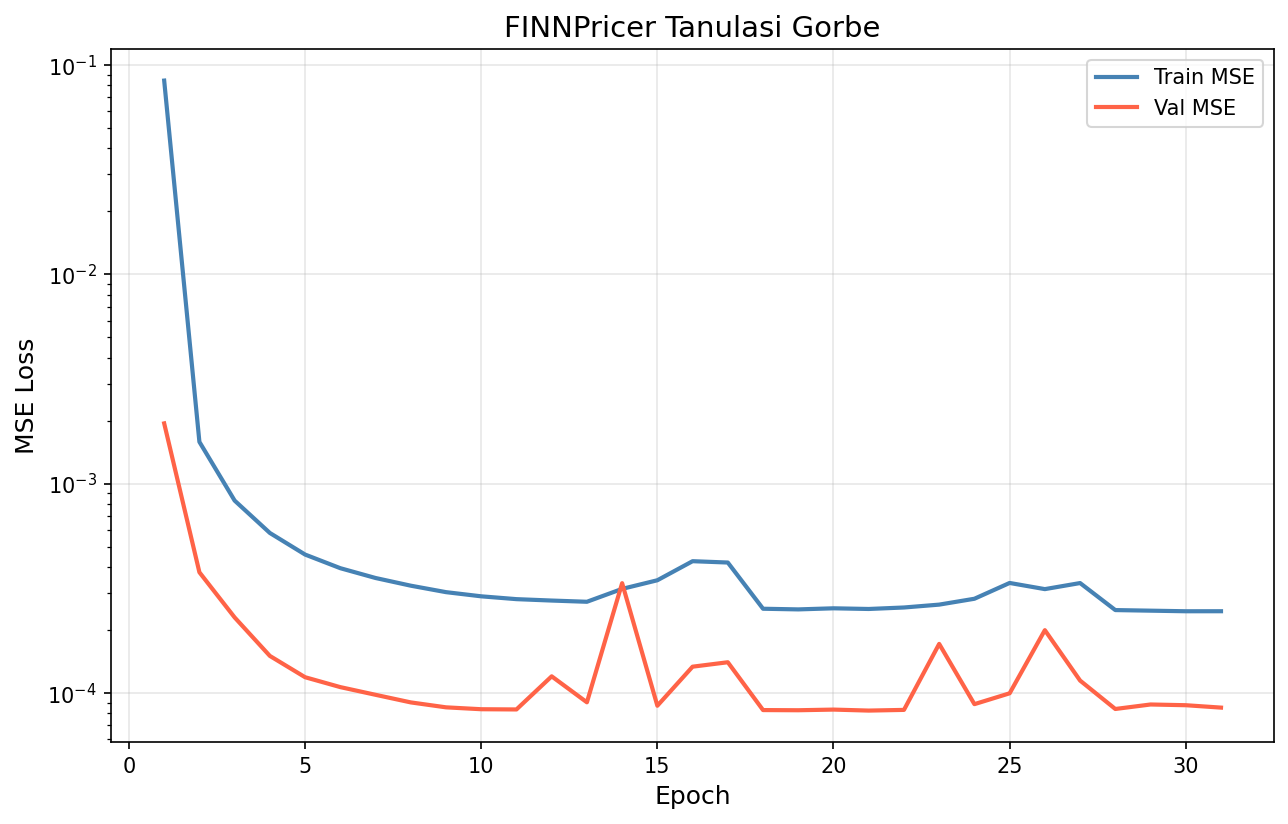 FINNPricer Tanulasi Gorbe
Train MSE
Val MSE
MSE Loss
10⁻¹
10⁻²
10⁻³
10⁻⁴
0 5 10 15 20 25 30
Epoch